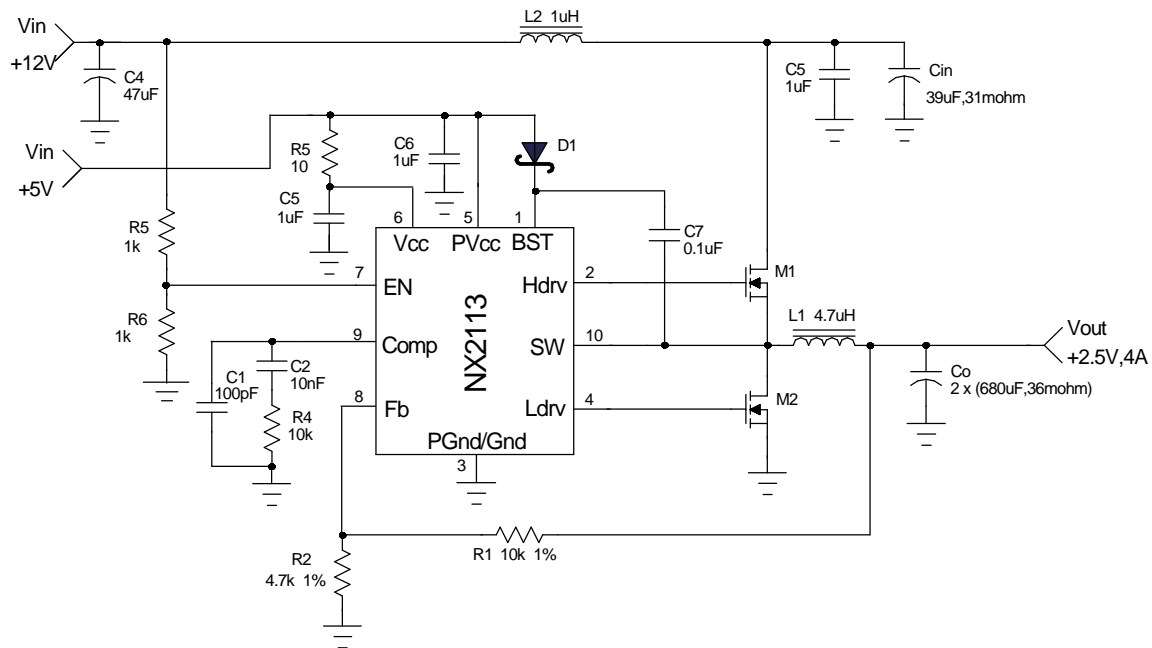 L2 1uH
Vin
+12V
C4
47uF
C5
1uF
Cin
39uF,31mohm
Vin
+5V
R5
10
C6
1uF
D1
C5
1uF
6
5
1
Vcc
PVcc
BST
C7
0.1uF
R5
1k
7
EN
Hdrv
2
M1
R6
1k
9
Comp
NX2113
SW
10
L1 4.7uH
Vout
+2.5V,4A
C1
100pF
C2
10nF
R4
10k
8
Fb
Ldrv
4
M2
Co
2 x (680uF,36mohm)
PGnd/Gnd
3
R1 10k 1%
R2
4.7k 1%